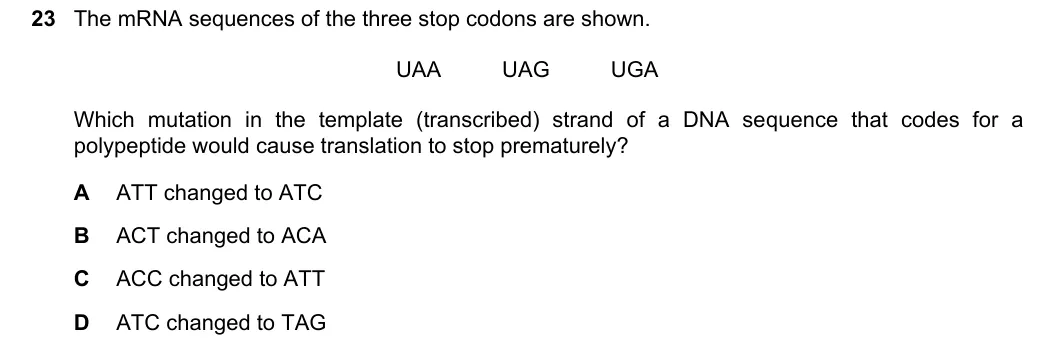 23 The mRNA sequences of the three stop codons are shown.
UAA UAG UGA
Which mutation in the template (transcribed) strand of a DNA sequence that codes for a
polypeptide would cause translation to stop prematurely?
A ATT changed to ATC
B ACT changed to ACA
C ACC changed to ATT
D ATC changed to TAG